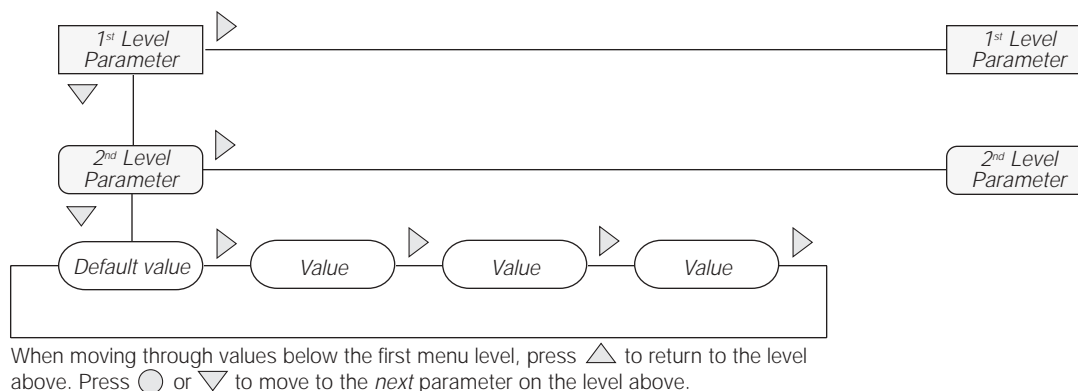 1st Level
Parameter
1st Level
Parameter
2nd Level
Parameter
2nd Level
Parameter
Default value
Value
Value
Value
When moving through values below the first menu level, press △ to return to the level
above. Press ○ or ▽ to move to the next parameter on the level above.